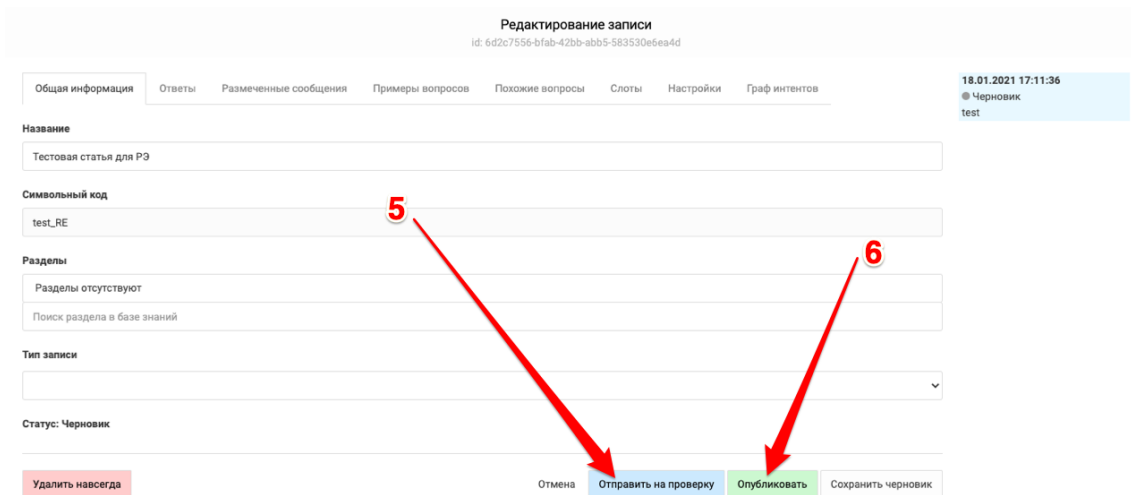 Редактирование записи
id: 6d2c7556-bfab-42bb-abb5-583530e6ea4d
Общая информация Ответы Размеченные сообщения Примеры вопросов Похожие вопросы Слоты Настройки Граф интентов
18.01.2021 17:11:36
Черновик
test
Название
Тестовая статья для РЭ
Символьный код
test_RE
5
Разделы
6
Разделы отсутствуют
Поиск раздела в базе знаний
Тип записи
Статус: Черновик
Удалить навсегда Отмена Отправить на проверку Опубликовать Сохранить черновик